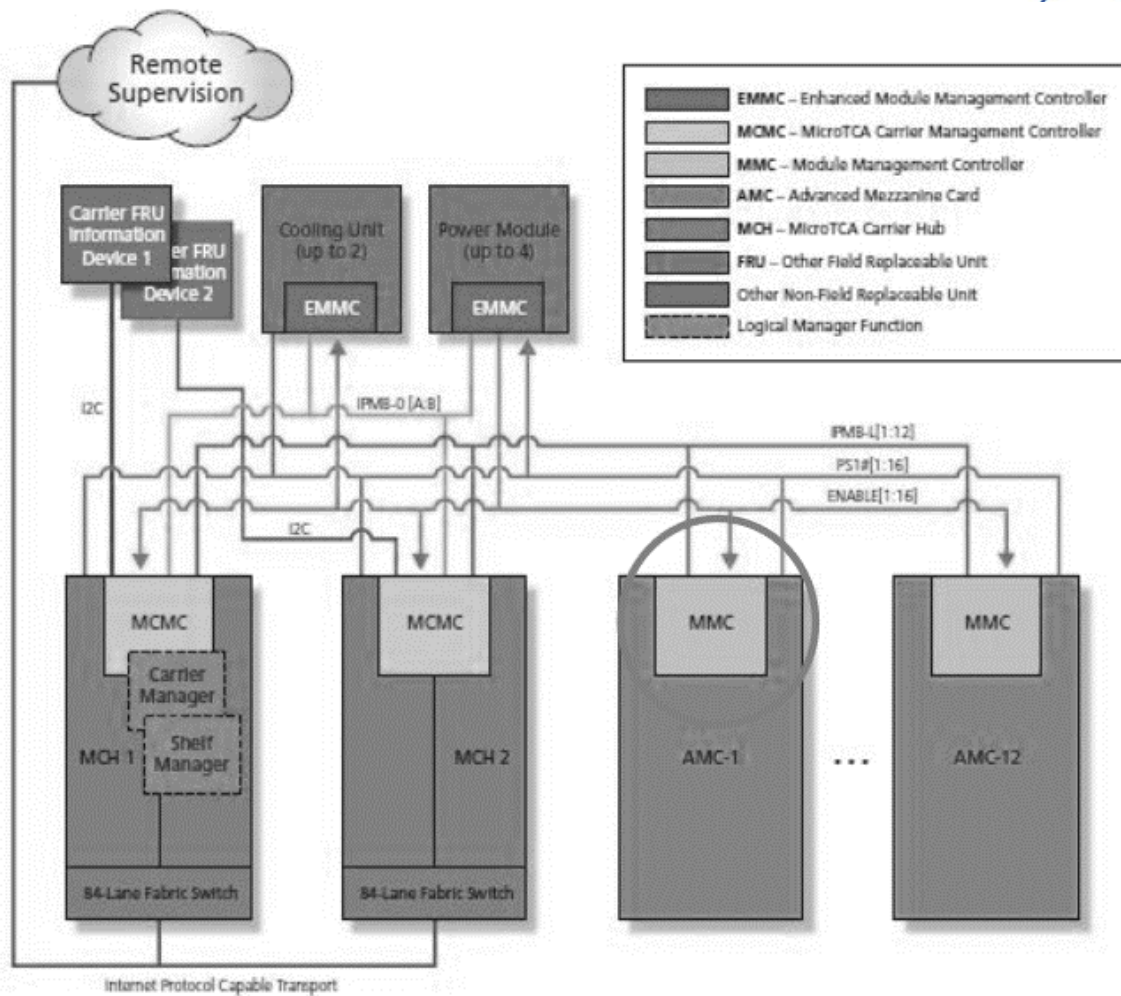 Remote
Supervision
EMMC – Enhanced Module Management Controller
MCMC – MicroTCA Carrier Management Controller
MMC – Module Management Controller
AMC – Advanced Mezzanine Card
MCH – MicroTCA Carrier Hub
FRU – Other Field Replaceable Unit
Other Non-Field Replaceable Unit
Logical Manager Function
Carrier FRU
Information
Device 1
er FRU
mation
Device 2
Cooling Unit
(up to 2)
EMMC
Power Module
(up to 4)
EMMC
I2C
IPMB-0 [A:B]
IPMB-L[1:12]
PS1#[1:16]
ENABLE[1:16]
I2C
MCMC
Carrier
Manager
Shelf
Manager
MCH 1
84-Lane Fabric Switch
MCMC
MCH 2
84-Lane Fabric Switch
MMC
AMC-1
...
MMC
AMC-12
Internet Protocol Capable Transport